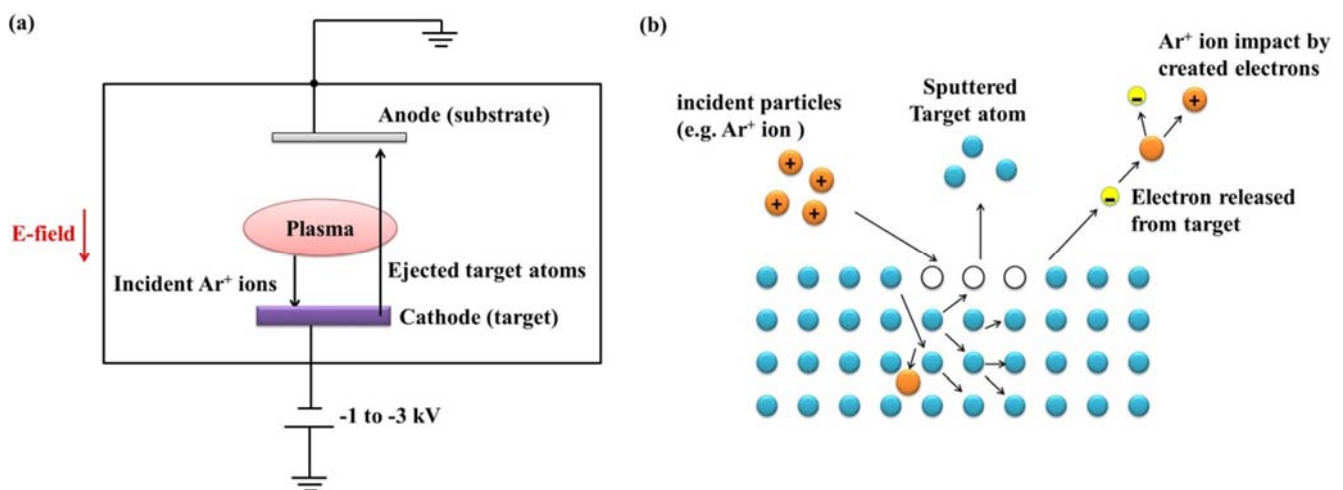 (a)
Anode (substrate)
E-field
Plasma
Incident Ar⁺ ions
Ejected target atoms
Cathode (target)
-1 to -3 kV
(b)
incident particles
(e.g. Ar⁺ ion )
Sputtered
Target atom
Ar⁺ ion impact by
created electrons
Electron released
from target